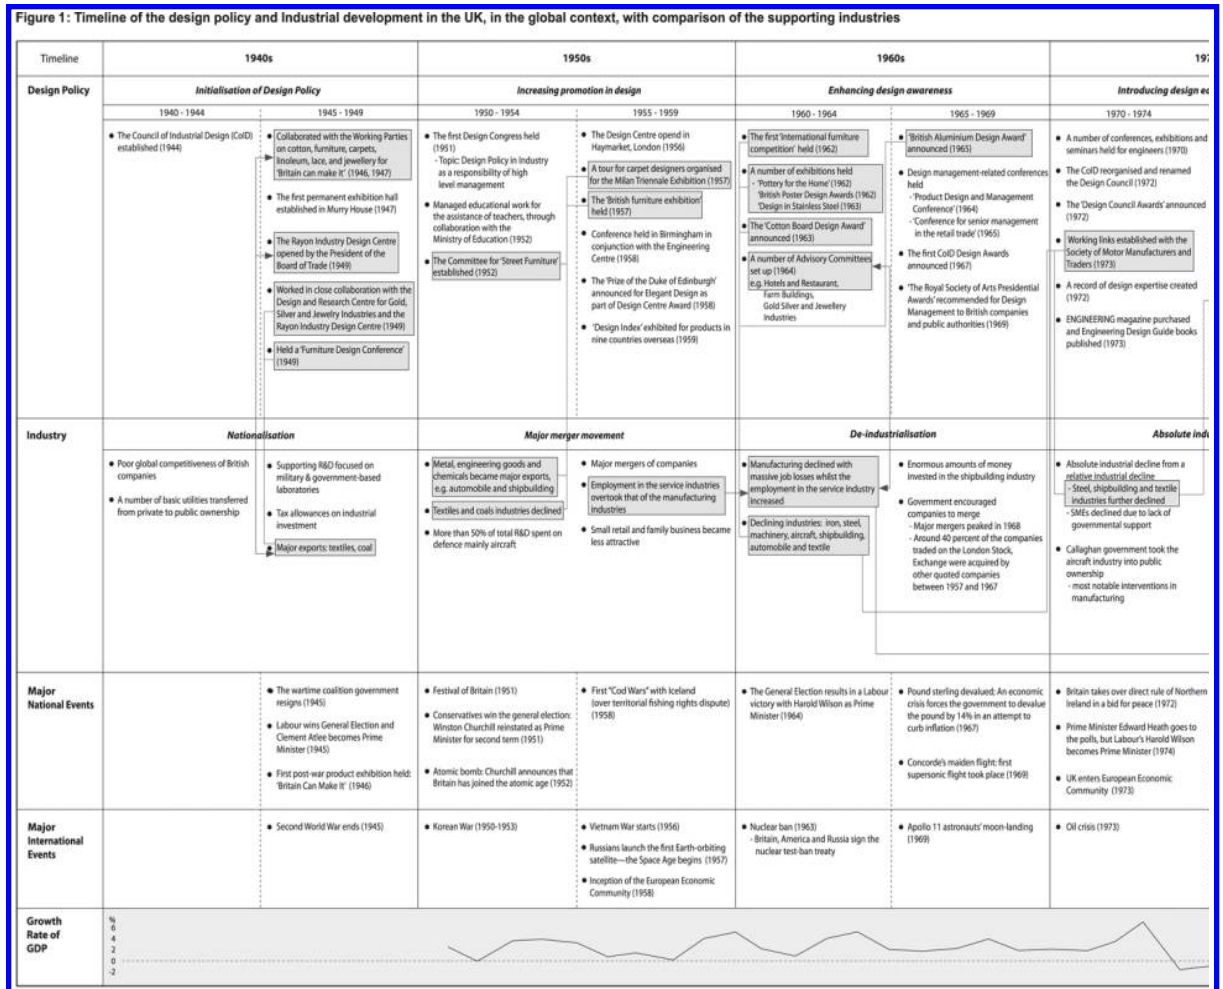 Figure 1: Timeline of the design policy and Industrial development in the UK, in the global context, with comparison of the supporting industries
Timeline
1940s
1950s
1960s
197
Design Policy
Initialisation of Design Policy
Increasing promotion in design
Enhancing design awareness
Introducing design ed
1940 - 1944
1945 - 1949
1950 - 1954
1955 - 1959
1960 - 1964
1965 - 1969
1970 - 1974
• The Council of Industrial Design (CoID)
established (1944)
• Collaborated with the Working Parties
on cotton, furniture, carpets,
linoleum, lace, and jewellery for
'Britain can make it' (1946, 1947)
• The first permanent exhibition hall
established in Murry House (1947)
• The Rayon Industry Design Centre
opened by the President of the
Board of Trade (1949)
• Worked in close collaboration with the
Design and Research Centre for Gold,
Silver and Jewelry Industries and the
Rayon Industry Design Centre (1949)
• Held a 'Furniture Design Conference'
(1949)
• The first Design Congress held
(1951)
- Topic: Design Policy in Industry
as a responsibility of high
level management
• Managed educational work for
the assistance of teachers, through
collaboration with the
Ministry of Education (1952)
• The Committee for 'Street Furniture'
established (1952)
• The Design Centre opend in
Haymarket, London (1956)
• A tour for carpet designers organised
for the Milan Triennale Exhibition (1957)
• The 'British furniture exhibition'
held (1957)
• Conference held in Birmingham in
conjunction with the Engineering
Centre (1958)
• The 'Prize of the Duke of Edinburgh'
announced for Elegant Design as
part of Design Centre Award (1958)
• 'Design Index' exhibited for products in
nine countries overseas (1959)
• The first 'International furniture
competition' held (1962)
• A number of exhibitions held
- 'Pottery for the Home' (1962)
'British Poster Design Awards (1962)
'Design in Stainless Steel' (1963)
• The 'Cotton Board Design Award'
announced (1963)
• A number of Advisory Committees
set up (1964)
e.g. Hotels and Restaurant,
Farm Buildings,
Gold Silver and Jewellery
Industries
• 'British Aluminium Design Award'
announced (1965)
• Design management-related conferences
held
- 'Product Design and Management
Conference' (1964)
- 'Conference for senior management
in the retail trade' (1965)
• The first CoID Design Awards
announced (1967)
• 'The Royal Society of Arts Presidential
Awards' recommended for Design
Management to British companies
and public authorities (1969)
• A number of conferences, exhibitions and
seminars held for engineers (1970)
• The CoID reorganised and renamed
the Design Council (1972)
• The 'Design Council Awards' announced
(1972)
• Working links established with the
Society of Motor Manufacturers and
Traders (1973)
• A record of design expertise created
(1972)
• ENGINEERING magazine purchased
and Engineering Design Guide books
published (1973)
Industry
Nationalisation
Major merger movement
De-industrialisation
Absolute indu
• Poor global competitiveness of British
companies
• A number of basic utilities transferred
from private to public ownership
• Supporting R&D focused on
military & government-based
laboratories
• Tax allowances on industrial
investment
• Major exports: textiles, coal
• Metal, engineering goods and
chemicals became major exports,
e.g. automobile and shipbuilding
• Textiles and coals industries declined
• More than 50% of total R&D spent on
defence mainly aircraft
• Major mergers of companies
• Employment in the service industries
overtook that of the manufacturing
industries
• Small retail and family business became
less attractive
• Manufacturing declined with
massive job losses whilst the
employment in the service industry
increased
• Declining industries: iron, steel,
machinery, aircraft, shipbuilding,
automobile and textile
• Enormous amounts of money
invested in the shipbuilding industry
• Government encouraged
companies to merge
- Major mergers peaked in 1968
- Around 40 percent of the companies
traded on the London Stock,
Exchange were acquired by
other quoted companies
between 1957 and 1967
• Absolute industrial decline from a
relative industrial decline
- Steel, shipbuilding and textile
industries further declined
- SMEs declined due to lack of
governmental support
• Callaghan government took the
aircraft industry into public
ownership
- most notable interventions in
manufacturing
Major
National Events
• The wartime coalition government
resigns (1945)
• Labour wins General Election and
Clement Atlee becomes Prime
Minister (1945)
• First post-war product exhibition held:
'Britain Can Make It' (1946)
• Festival of Britain (1951)
• Conservatives win the general election:
Winston Churchill reinstated as Prime
Minister for second term (1951)
• Atomic bomb: Churchill announces that
Britain has joined the atomic age (1952)
• First "Cod Wars" with Iceland
(over territorial fishing rights dispute)
(1958)
• The General Election results in a Labour
victory with Harold Wilson as Prime
Minister (1964)
• Pound sterling devalued: An economic
crisis forces the government to devalue
the pound by 14% in an attempt to
curb inflation (1967)
• Concorde's maiden flight: first
supersonic flight took place (1969)
• Britain takes over direct rule of Northern
Ireland in a bid for peace (1972)
• Prime Minister Edward Heath goes to
the polls, but Labour's Harold Wilson
becomes Prime Minister (1974)
• UK enters European Economic
Community (1973)
Major
International
Events
• Second World War ends (1945)
• Korean War (1950-1953)
• Vietnam War starts (1956)
• Russians launch the first Earth-orbiting
satellite—the Space Age begins (1957)
• Inception of the European Economic
Community (1958)
• Nuclear ban (1963)
- Britain, America and Russia sign the
nuclear test-ban treaty
• Apollo 11 astronauts' moon-landing
(1969)
• Oil crisis (1973)
Growth
Rate of
GDP
%
6
4
2
0
-2